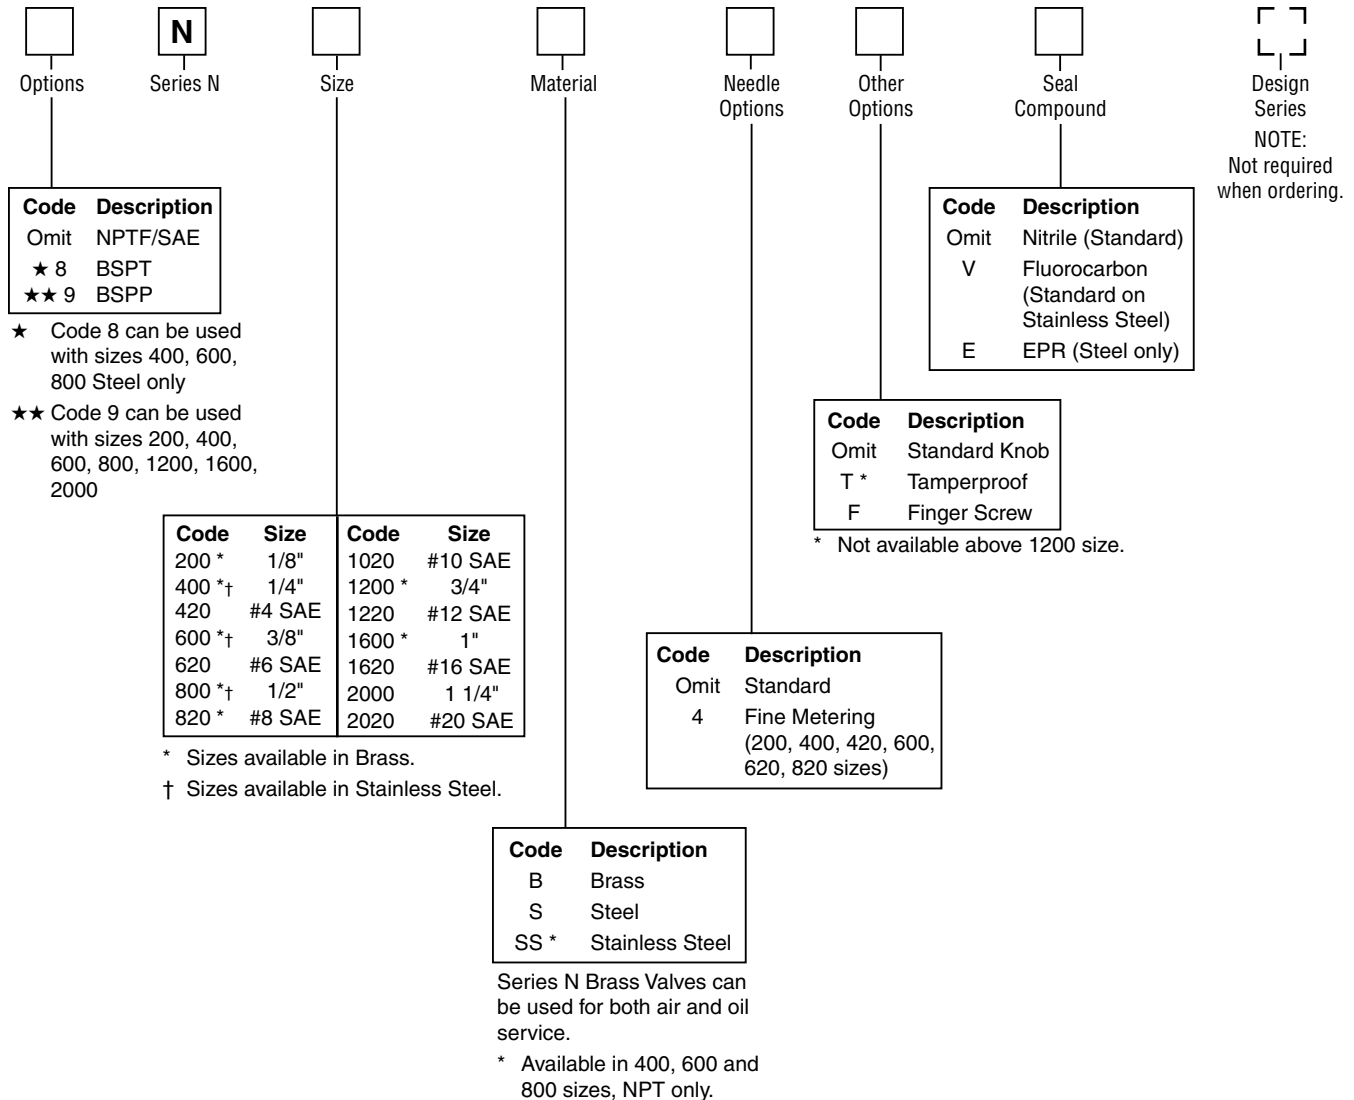 N
Options
Series N
Size
Material
Needle
Options
Other
Options
Seal
Compound
Design
Series
NOTE:
Not required
when ordering.
Code Description
Omit NPTF/SAE
★ 8 BSPT
★★ 9 BSPP
★ Code 8 can be used
with sizes 400, 600,
800 Steel only
★★ Code 9 can be used
with sizes 200, 400,
600, 800, 1200, 1600,
2000
Code Description
Omit Nitrile (Standard)
V Fluorocarbon
(Standard on
Stainless Steel)
E EPR (Steel only)
Code Description
Omit Standard Knob
T * Tamperproof
F Finger Screw
* Not available above 1200 size.
Code Size Code Size
200 * 1/8" 1020 #10 SAE
400 *† 1/4" 1200 * 3/4"
420 #4 SAE 1220 #12 SAE
600 *† 3/8" 1600 * 1"
620 #6 SAE 1620 #16 SAE
800 *† 1/2" 2000 1 1/4"
820 * #8 SAE 2020 #20 SAE
* Sizes available in Brass.
† Sizes available in Stainless Steel.
Code Description
Omit Standard
4 Fine Metering
(200, 400, 420, 600,
620, 820 sizes)
Code Description
B Brass
S Steel
SS * Stainless Steel
Series N Brass Valves can
be used for both air and oil
service.
* Available in 400, 600 and
800 sizes, NPT only.